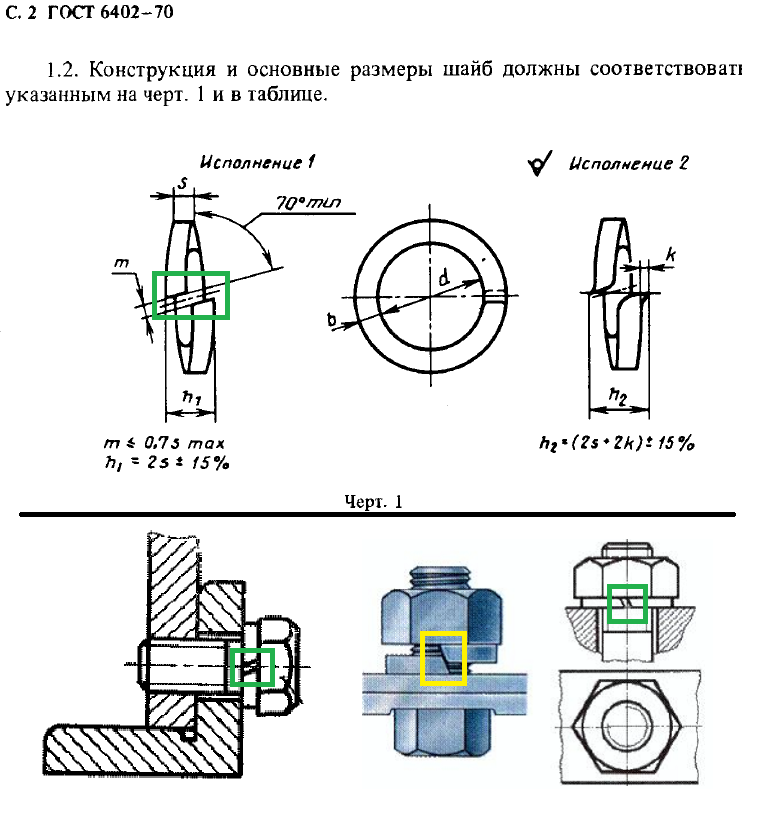 С. 2 ГОСТ 6402–70
1.2. Конструкция и основные размеры шайб должны соответствовать
указанным на черт. 1 и в таблице.
Исполнение 1
Исполнение 2
s
70° min
m
d
b
k
h₁
h₂
m ≤ 0,7s max
h₁ = 2s ± 15%
h₂=(2s+2k)±15%
Черт. 1